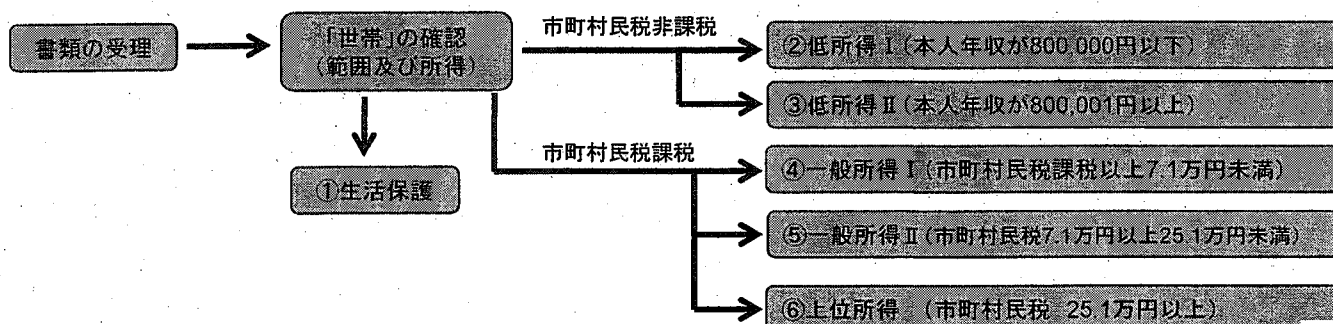 書類の受理
「世帯」の確認
(範囲及び所得)
①生活保護
市町村民税非課税
②低所得Ⅰ(本人年収が800,000円以下)
③低所得Ⅱ(本人年収が800,001円以上)
市町村民税課税
④一般所得Ⅰ(市町村民税課税以上7.1万円未満)
⑤一般所得Ⅱ(市町村民税7.1万円以上25.1万円未満)
⑥上位所得 (市町村民税 25.1万円以上)